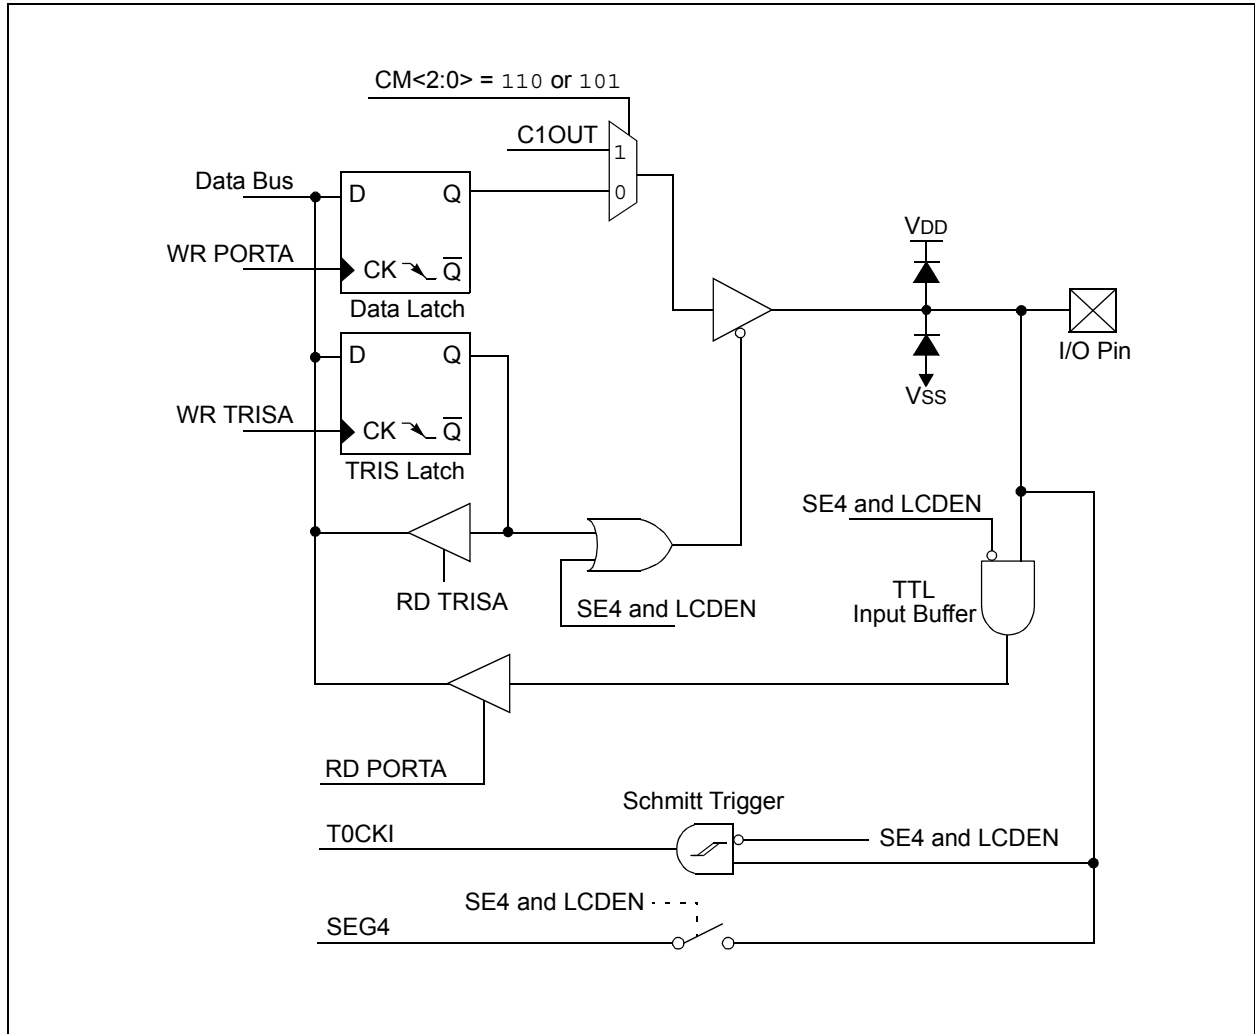 CM<2:0> = 110 or 101
C1OUT
1
Data Bus
D Q
0
VDD
WR PORTA
CK Q̅
Data Latch
I/O Pin
D Q
VSS
WR TRISA
CK Q̅
TRIS Latch
SE4 and LCDEN
RD TRISA
SE4 and LCDEN
TTL
Input Buffer
RD PORTA
Schmitt Trigger
T0CKI
SE4 and LCDEN
SE4 and LCDEN
SEG4